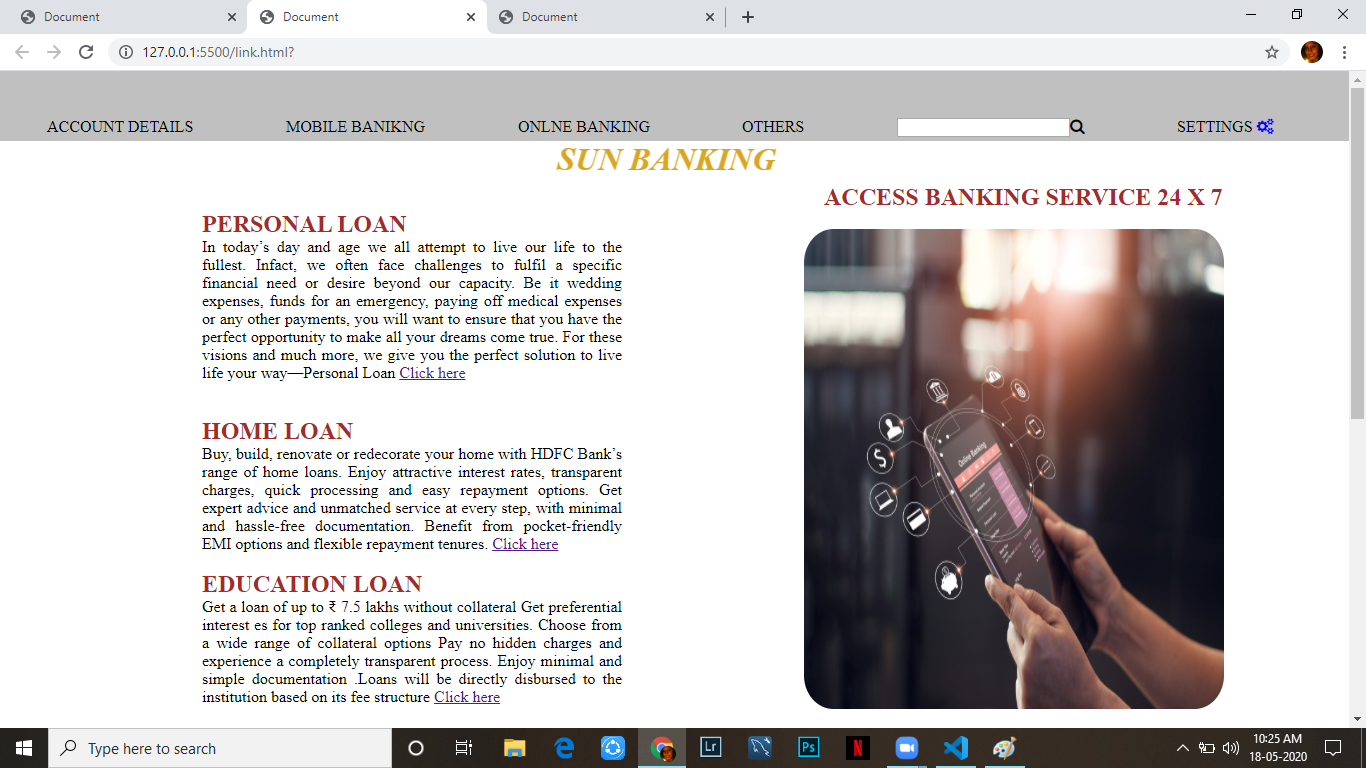 Document
Document
Document
127.0.0.1:5500/link.html?
ACCOUNT DETAILS MOBILE BANIKNG ONLNE BANKING OTHERS SETTINGS
SUN BANKING
ACCESS BANKING SERVICE 24 X 7
PERSONAL LOAN
In today’s day and age we all attempt to live our life to the
fullest. Infact, we often face challenges to fulfil a specific
financial need or desire beyond our capacity. Be it wedding
expenses, funds for an emergency, paying off medical expenses
or any other payments, you will want to ensure that you have the
perfect opportunity to make all your dreams come true. For these
visions and much more, we give you the perfect solution to live
life your way—Personal Loan Click here
HOME LOAN
Buy, build, renovate or redecorate your home with HDFC Bank’s
range of home loans. Enjoy attractive interest rates, transparent
charges, quick processing and easy repayment options. Get
expert advice and unmatched service at every step, with minimal
and hassle-free documentation. Benefit from pocket-friendly
EMI options and flexible repayment tenures. Click here
EDUCATION LOAN
Get a loan of up to ₹ 7.5 lakhs without collateral Get preferential
interest es for top ranked colleges and universities. Choose from
a wide range of collateral options Pay no hidden charges and
experience a completely transparent process. Enjoy minimal and
simple documentation .Loans will be directly disbursed to the
institution based on its fee structure Click here
Online Banking
Type here to search
Lr
Ps
N
10:25 AM
18-05-2020